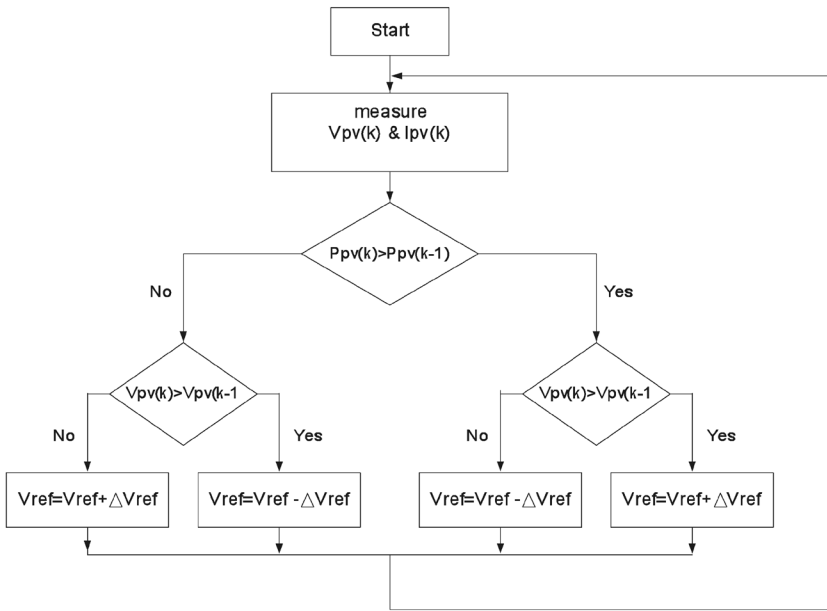 Start
measure
Vpv(k) & Ipv(k)
Ppv(k)>Ppv(k-1)
No
Yes
Vpv(k)>Vpv(k-1
Vpv(k)>Vpv(k-1
No
Yes
No
Yes
Vref=Vref+△Vref
Vref=Vref -△Vref
Vref=Vref -△Vref
Vref=Vref+△Vref